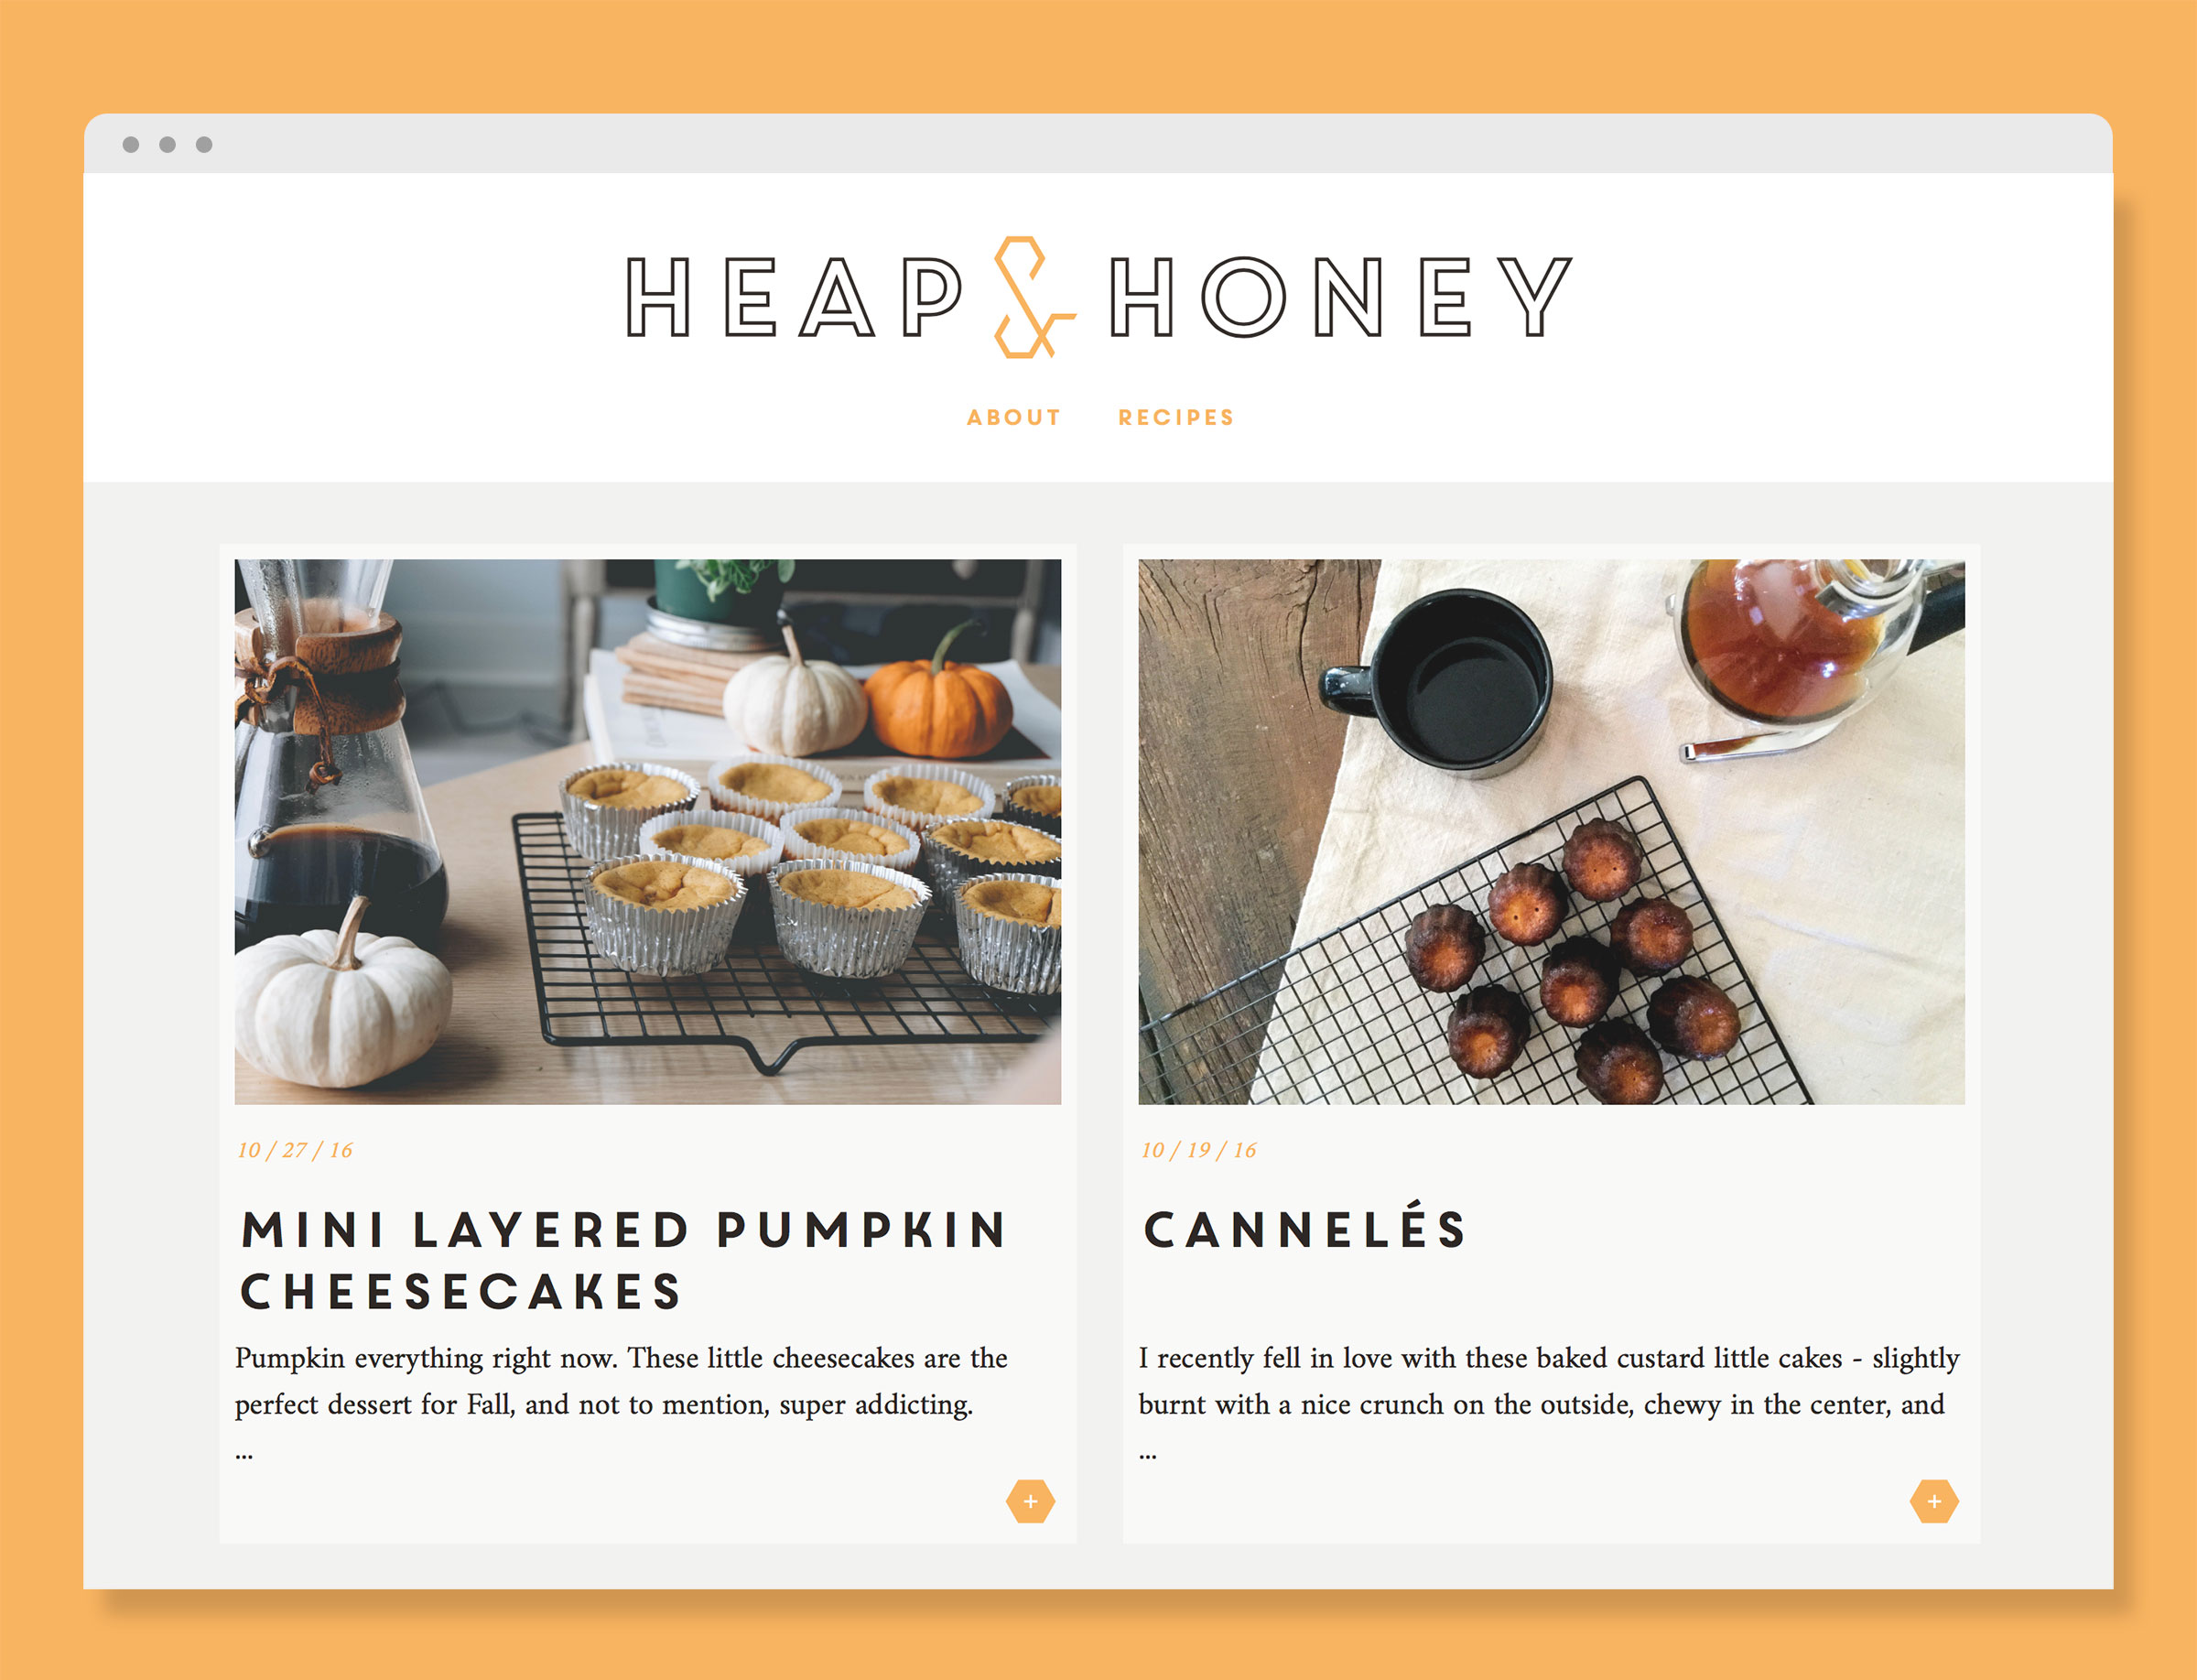 HEAP & HONEY
ABOUT RECIPES
10 / 27 / 16
MINI LAYERED PUMPKIN
CHEESECAKES
Pumpkin everything right now. These little cheesecakes are the
perfect dessert for Fall, and not to mention, super addicting.
...
+
10 / 19 / 16
CANNELÉS
I recently fell in love with these baked custard little cakes - slightly
burnt with a nice crunch on the outside, chewy in the center, and
...
+